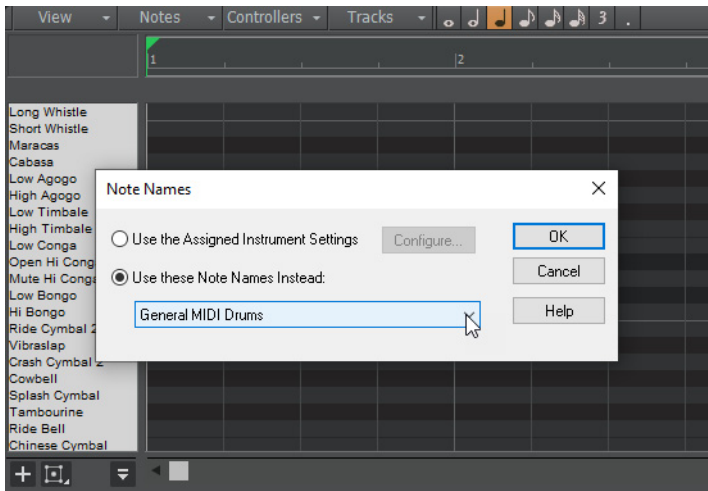 View Notes Controllers Tracks 3 .
1 2
Long Whistle
Short Whistle
Maracas
Cabasa
Low Agogo
High Agogo
Low Timbale
High Timbale
Low Conga
Open Hi Cong
Mute Hi Conga
Low Bongo
Hi Bongo
Ride Cymbal 2
Vibraslap
Crash Cymbal 2
Cowbell
Splash Cymbal
Tambourine
Ride Bell
Chinese Cymbal
Note Names
Use the Assigned Instrument Settings Configure... OK
Use these Note Names Instead: Cancel
General MIDI Drums Help